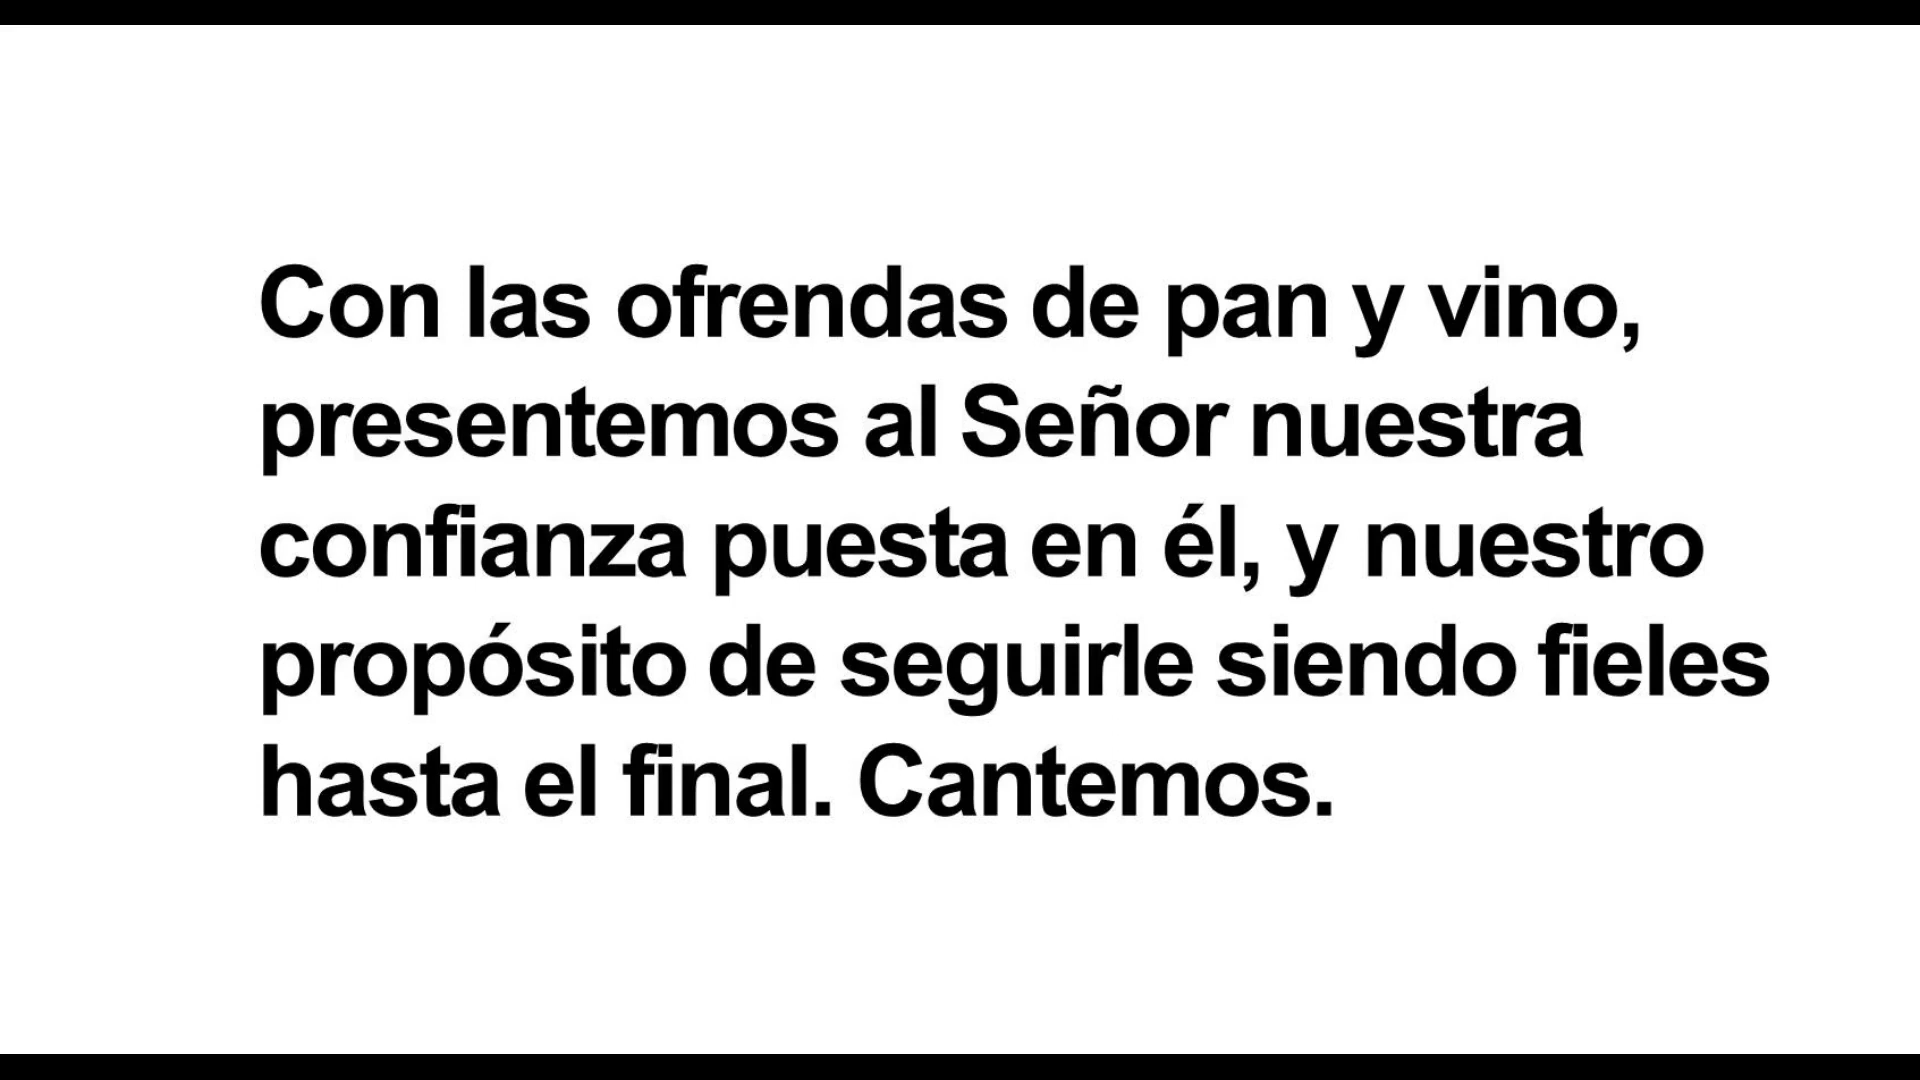 Con las ofrendas de pan y vino,
presentemos al Señor nuestra
confianza puesta en él, y nuestro
propósito de seguirle siendo fieles
hasta el final. Cantemos.